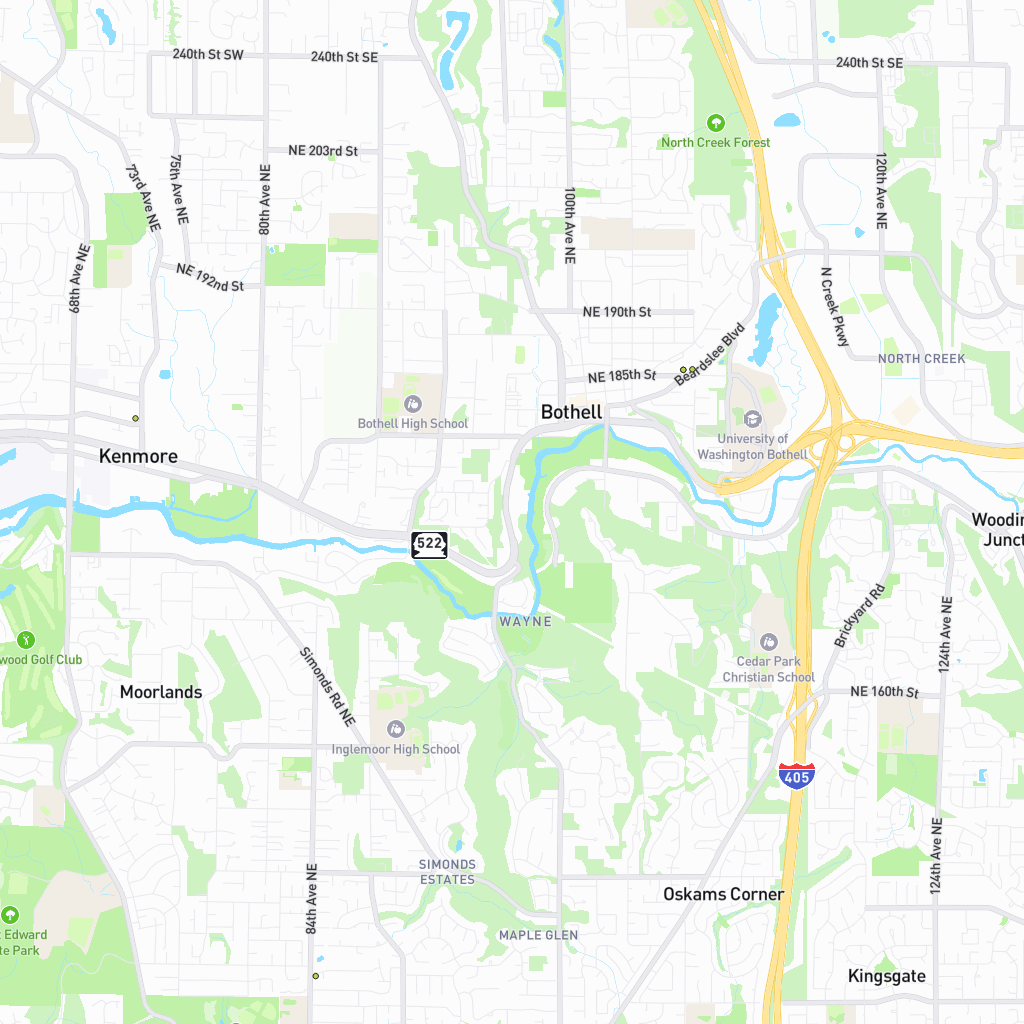 240th St SW
240th St SE
240th St SE
North Creek Forest
NE 203rd St
75th Ave NE
73rd Ave NE
80th Ave NE
100th Ave NE
120th Ave NE
68th Ave NE
NE 192nd St
N Creek Pkwy
NE 190th St
Beardslee Blvd
NORTH CREEK
NE 185th St
Bothell
Bothell High School
University of
Washington Bothell
Kenmore
522
Woodin
Junct
WAYNE
Brickyard Rd
124th Ave NE
wood Golf Club
Cedar Park
Christian School
Simonds Rd NE
Moorlands
NE 160th St
Inglemoor High School
405
124th Ave NE
SIMONDS
ESTATES
84th Ave NE
Oskams Corner
Edward
te Park
MAPLE GLEN
Kingsgate